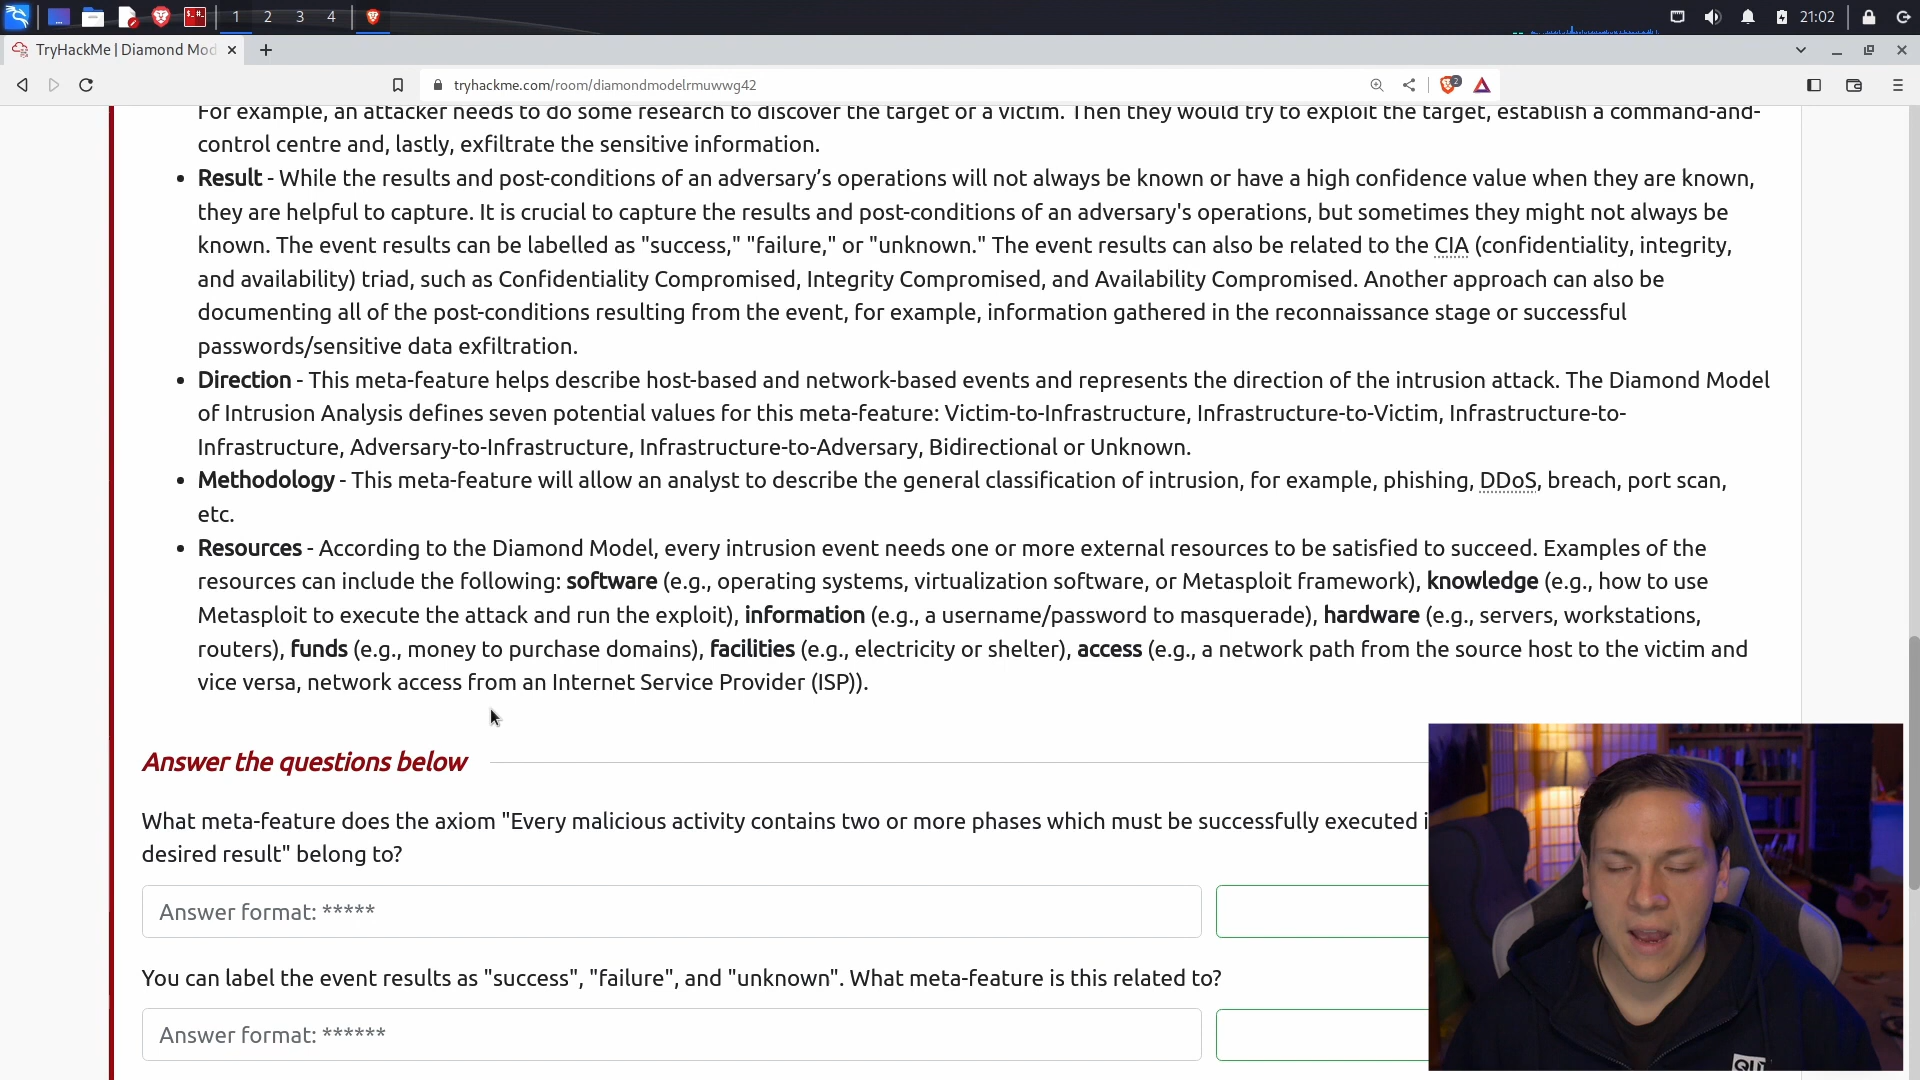 1 2 3 4 21:02
TryHackMe | Diamond Mod
tryhackme.com/room/diamondmodelrmuwwg42
2
For example, an attacker needs to do some research to discover the target or a victim. Then they would try to exploit the target, establish a command-and-
control centre and, lastly, exfiltrate the sensitive information.
• Result - While the results and post-conditions of an adversary’s operations will not always be known or have a high confidence value when they are known,
they are helpful to capture. It is crucial to capture the results and post-conditions of an adversary's operations, but sometimes they might not always be
known. The event results can be labelled as "success," "failure," or "unknown." The event results can also be related to the CIA (confidentiality, integrity,
and availability) triad, such as Confidentiality Compromised, Integrity Compromised, and Availability Compromised. Another approach can also be
documenting all of the post-conditions resulting from the event, for example, information gathered in the reconnaissance stage or successful
passwords/sensitive data exfiltration.
• Direction - This meta-feature helps describe host-based and network-based events and represents the direction of the intrusion attack. The Diamond Model
of Intrusion Analysis defines seven potential values for this meta-feature: Victim-to-Infrastructure, Infrastructure-to-Victim, Infrastructure-to-
Infrastructure, Adversary-to-Infrastructure, Infrastructure-to-Adversary, Bidirectional or Unknown.
• Methodology - This meta-feature will allow an analyst to describe the general classification of intrusion, for example, phishing, DDoS, breach, port scan,
etc.
• Resources - According to the Diamond Model, every intrusion event needs one or more external resources to be satisfied to succeed. Examples of the
resources can include the following: software (e.g., operating systems, virtualization software, or Metasploit framework), knowledge (e.g., how to use
Metasploit to execute the attack and run the exploit), information (e.g., a username/password to masquerade), hardware (e.g., servers, workstations,
routers), funds (e.g., money to purchase domains), facilities (e.g., electricity or shelter), access (e.g., a network path from the source host to the victim and
vice versa, network access from an Internet Service Provider (ISP)).
Answer the questions below
What meta-feature does the axiom "Every malicious activity contains two or more phases which must be successfully executed i
desired result" belong to?
Answer format: *****
You can label the event results as "success", "failure", and "unknown". What meta-feature is this related to?
Answer format: ******